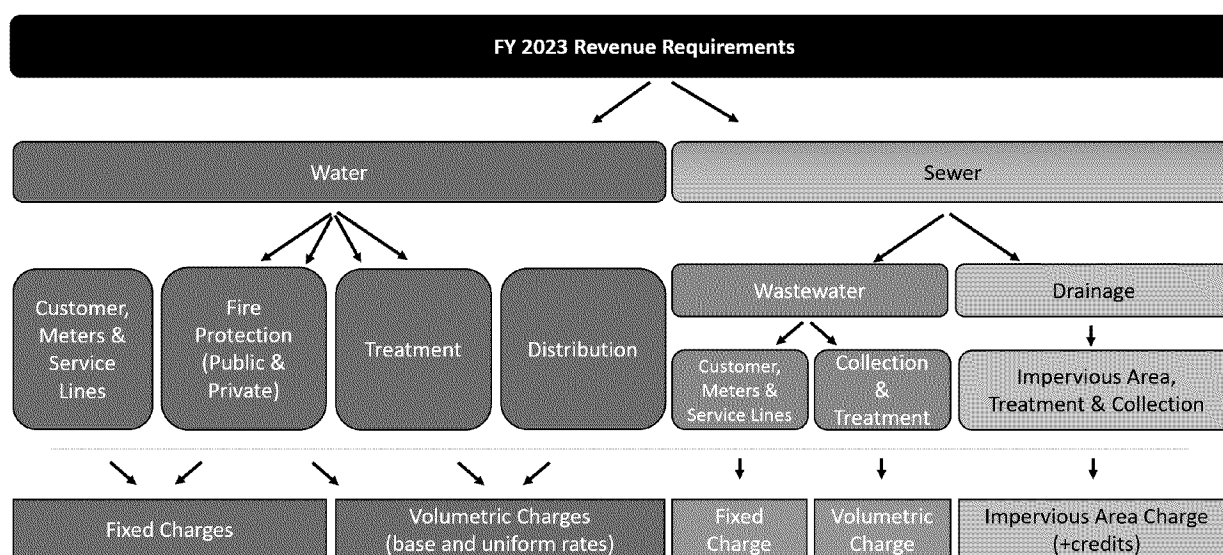 FY 2023 Revenue Requirements
Water
Sewer
Customer,
Meters &
Service
Lines
Fire
Protection
(Public &
Private)
Treatment
Distribution
Wastewater
Drainage
Customer,
Meters &
Service Lines
Collection
&
Treatment
Impervious Area,
Treatment & Collection
Fixed Charges
Volumetric Charges
(base and uniform rates)
Fixed
Charge
Volumetric
Charge
Impervious Area Charge
(+credits)